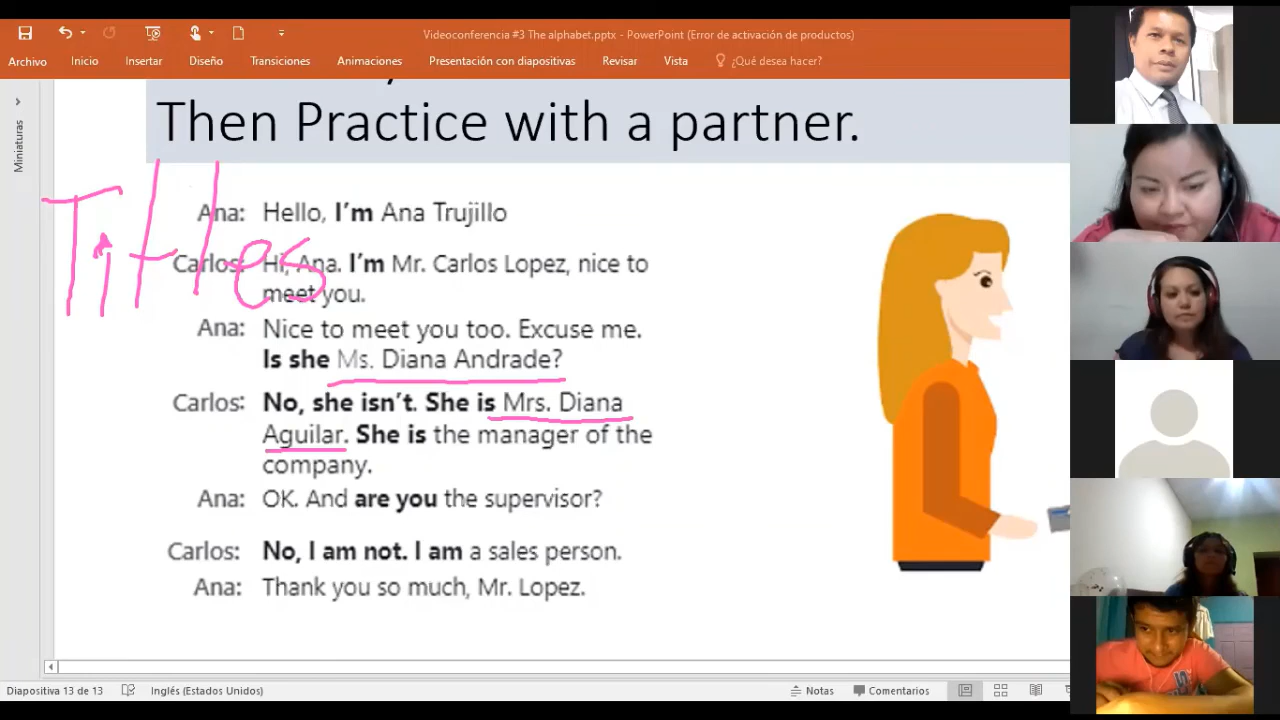 Videoconferencia #3 The alphabet.pptx - PowerPoint (Error de activación de productos)
Archivo Inicio Insertar Diseño Transiciones Animaciones Presentación con diapositivas Revisar Vista ¿Qué desea hacer?
Miniaturas
Then Practice with a partner.
Titles
Ana: Hello, I'm Ana Trujillo
Carlos: Hi, Ana. I'm Mr. Carlos Lopez, nice to
meet you.
Ana: Nice to meet you too. Excuse me.
Is she Ms. Diana Andrade?
Carlos: No, she isn't. She is Mrs. Diana
Aguilar. She is the manager of the
company.
Ana: OK. And are you the supervisor?
Carlos: No, I am not. I am a sales person.
Ana: Thank you so much, Mr. Lopez.
Diapositiva 13 de 13 Inglés (Estados Unidos) Notas Comentarios